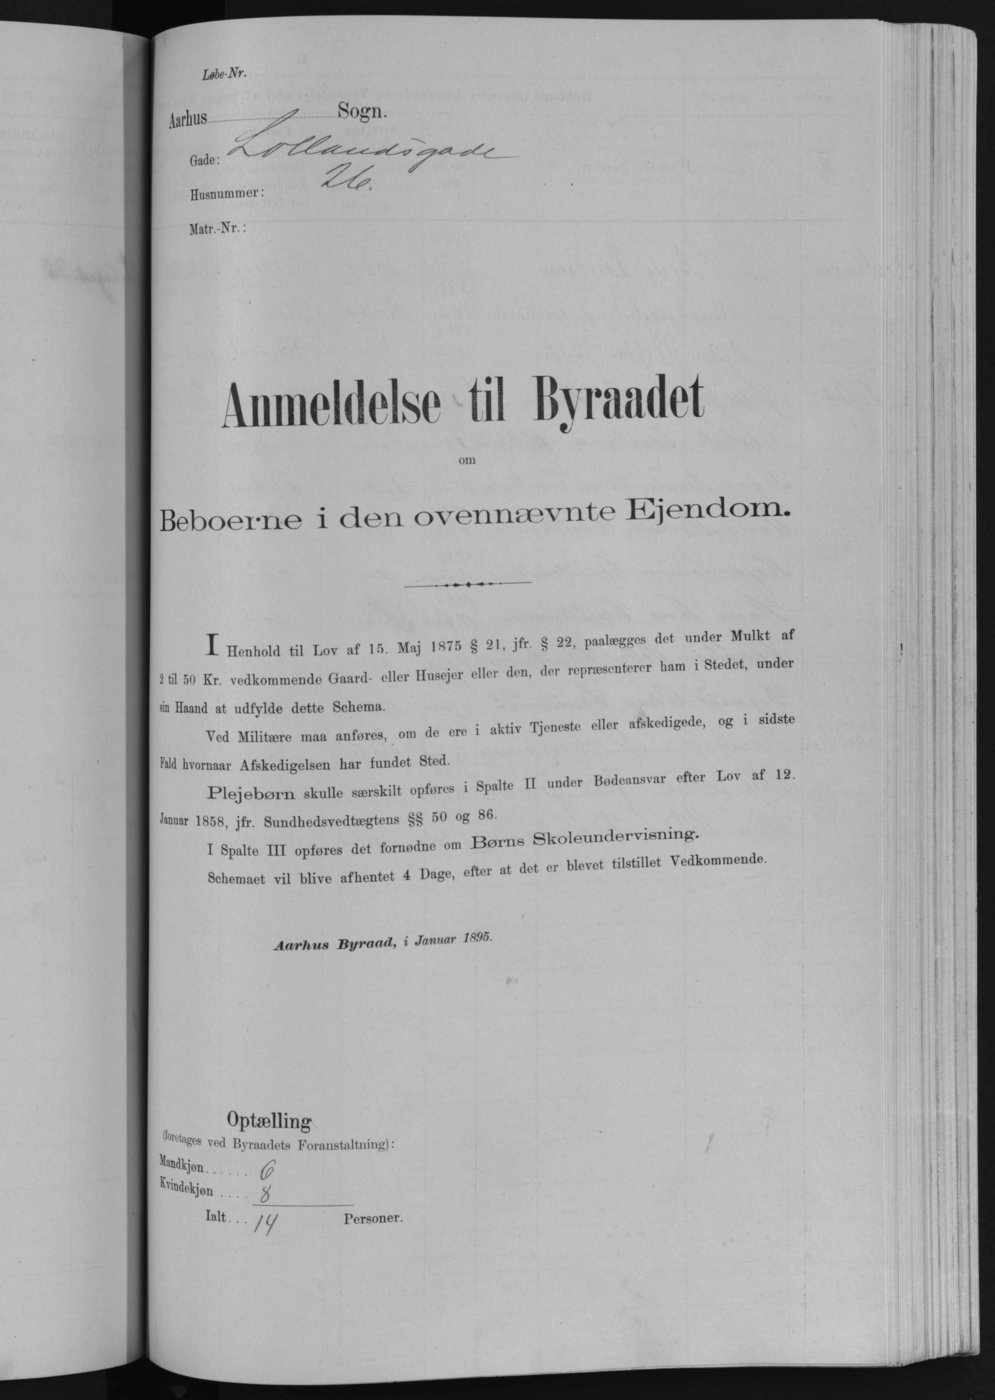 Løbe-Nr.
Aarhus Sogn.
Gade: Lollandsgade
Husnummer: 26.
Matr.-Nr.:
Anmeldelse til Byraadet
om
Beboerne i den ovennævnte Ejendom.
I Henhold til Lov af 15. Maj 1875 § 21, jfr. § 22, paalægges det under Mulkt af
2 til 50 Kr. vedkommende Gaard- eller Husejer eller den, der repræsenterer ham i Stedet, under
sin Haand at udfylde dette Schema.
Ved Militære maa anføres, om de ere i aktiv Tjeneste eller afskedigede, og i sidste
Fald hvornaar Afskedigelsen har fundet Sted.
Plejebørn skulle særskilt opføres i Spalte II under Bødeansvar efter Lov af 12.
Januar 1858, jfr. Sundhedsvedtægtens §§ 50 og 86.
I Spalte III opføres det fornødne om Børns Skoleundervisning.
Schemaet vil blive afhentet 4 Dage, efter at det er blevet tilstillet Vedkommende.
Aarhus Byraad, i Januar 1895.
Optælling
(foretages ved Byraadets Foranstaltning):
Mandkjøn...... 6
Kvindekjøn .... 8
Ialt... 14 Personer.